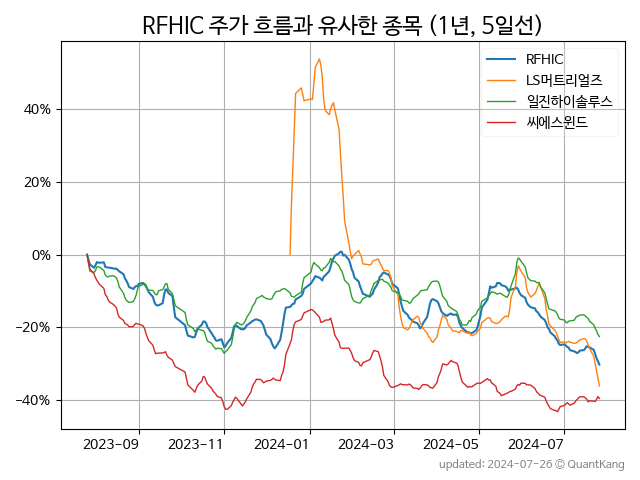 RFHIC 주가 흐름과 유사한 종목 (1년, 5일선)
RFHIC
LS머트리얼즈
일진하이솔루스
씨에스윈드
40%
20%
0%
−20%
−40%
2023-09 2023-11 2024-01 2024-03 2024-05 2024-07
updated: 2024-07-26 © QuantKang